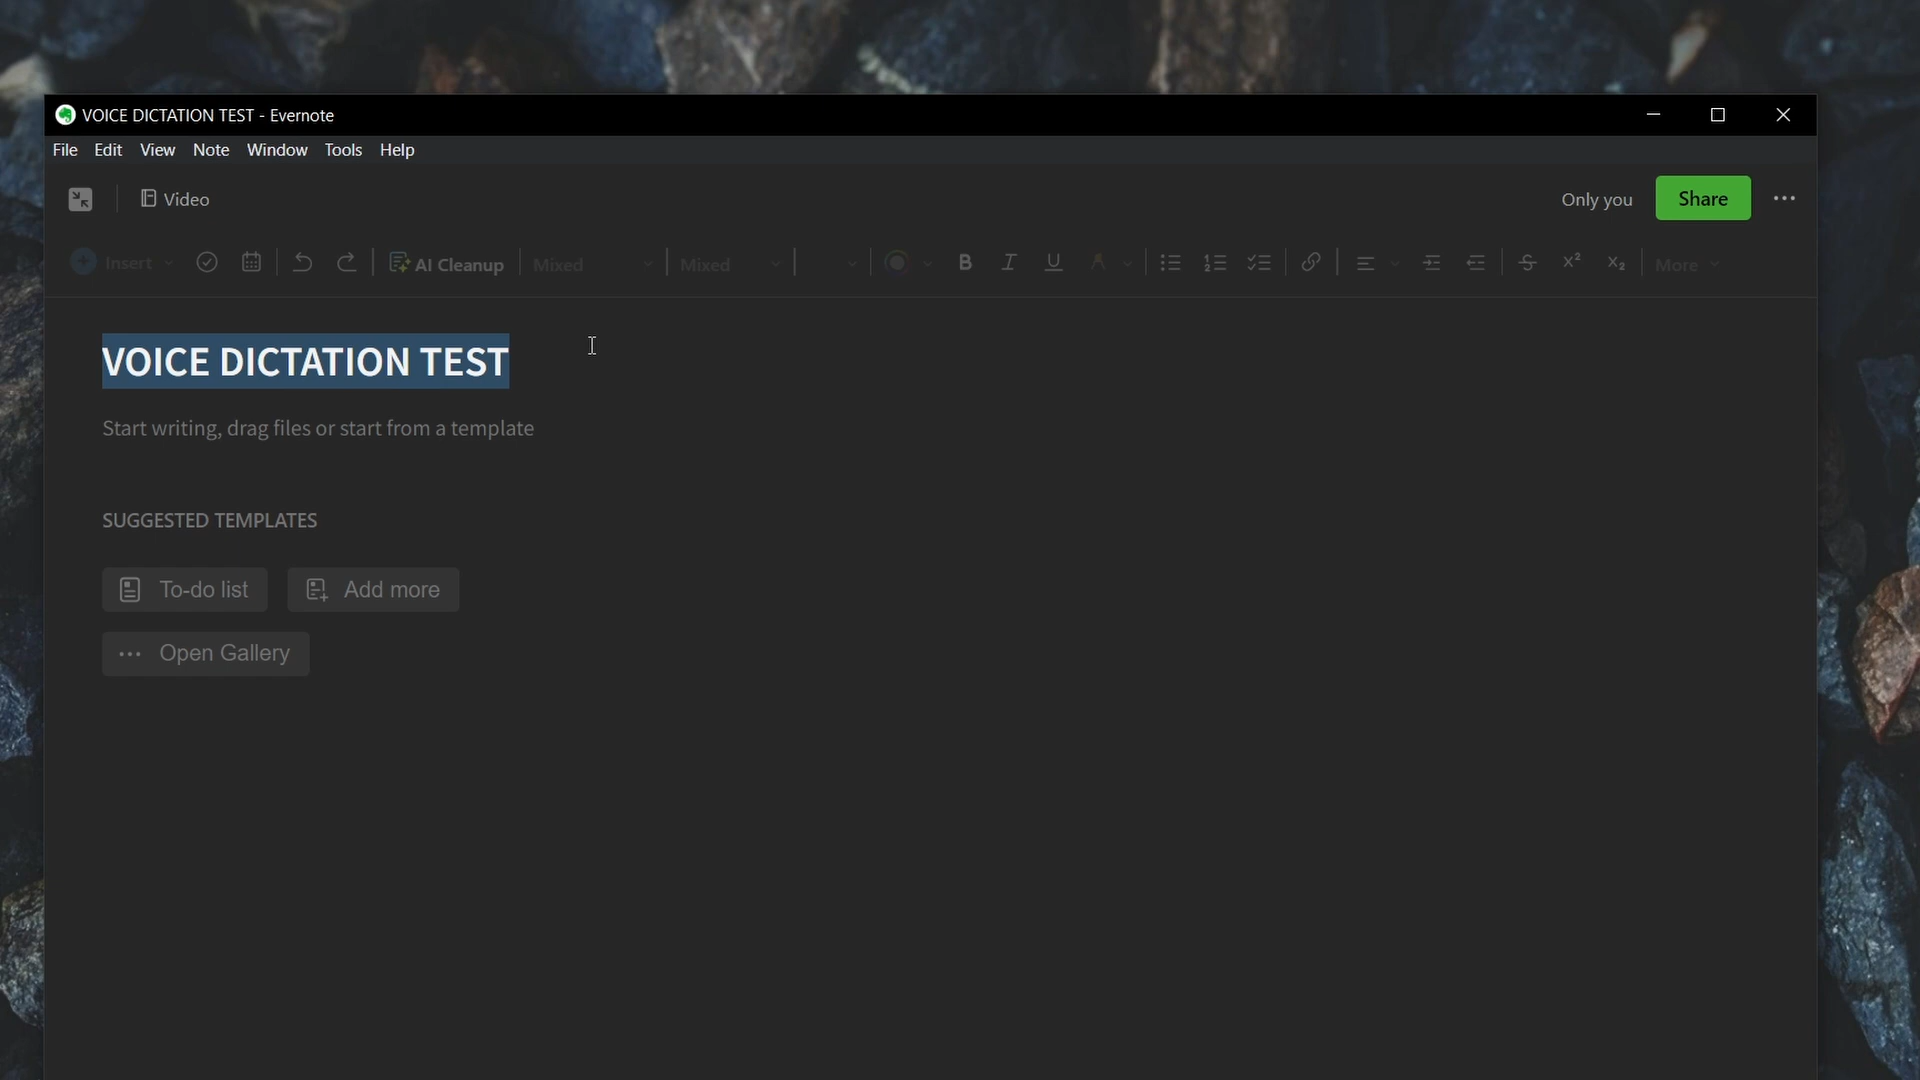 VOICE DICTATION TEST - Evernote
File Edit View Note Window Tools Help
Video Only you Share
Insert AI Cleanup Mixed Mixed B I U A X² X₂ More
VOICE DICTATION TEST
Start writing, drag files or start from a template
SUGGESTED TEMPLATES
To-do list Add more
Open Gallery